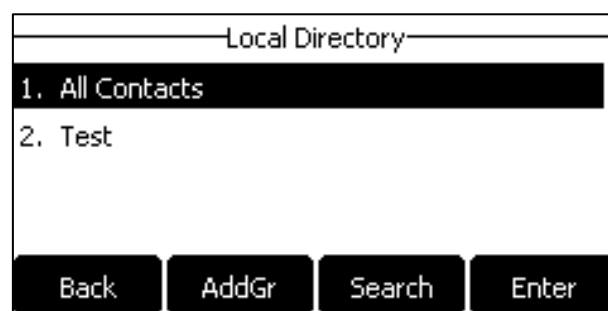 Local Directory
1. All Contacts
2. Test
Back AddGr Search Enter